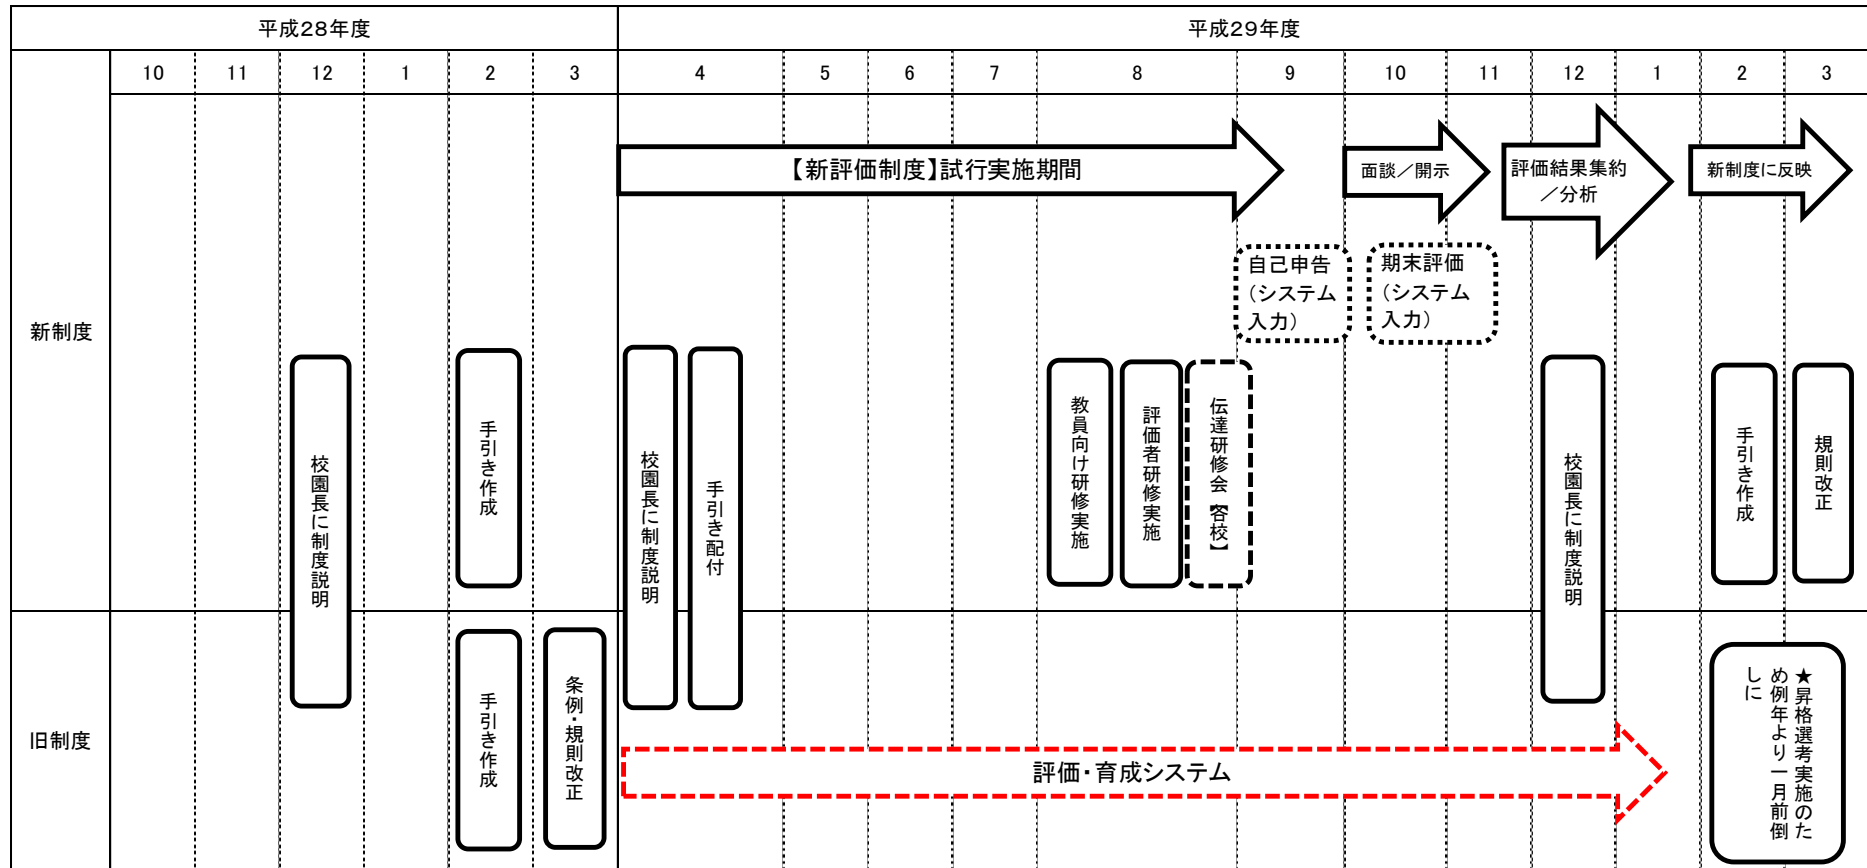 平成28年度
平成29年度
10
11
12
1
2
3
4
5
6
7
8
9
10
11
12
1
2
3
新制度
【新評価制度】試行実施期間
面談／開示
評価結果集約
／分析
新制度に反映
自己申告
（システム
入力）
期末評価
（システム
入力）
校園長に制度説明
手引き作成
校園長に制度説明
手引き配付
教員向け研修実施
評価者研修実施
伝達研修会【各校】
校園長に制度説明
手引き作成
規則改正
旧制度
手引き作成
条例・規則改正
評価・育成システム
★昇格選考実施のた
め例年より一月前倒
しに